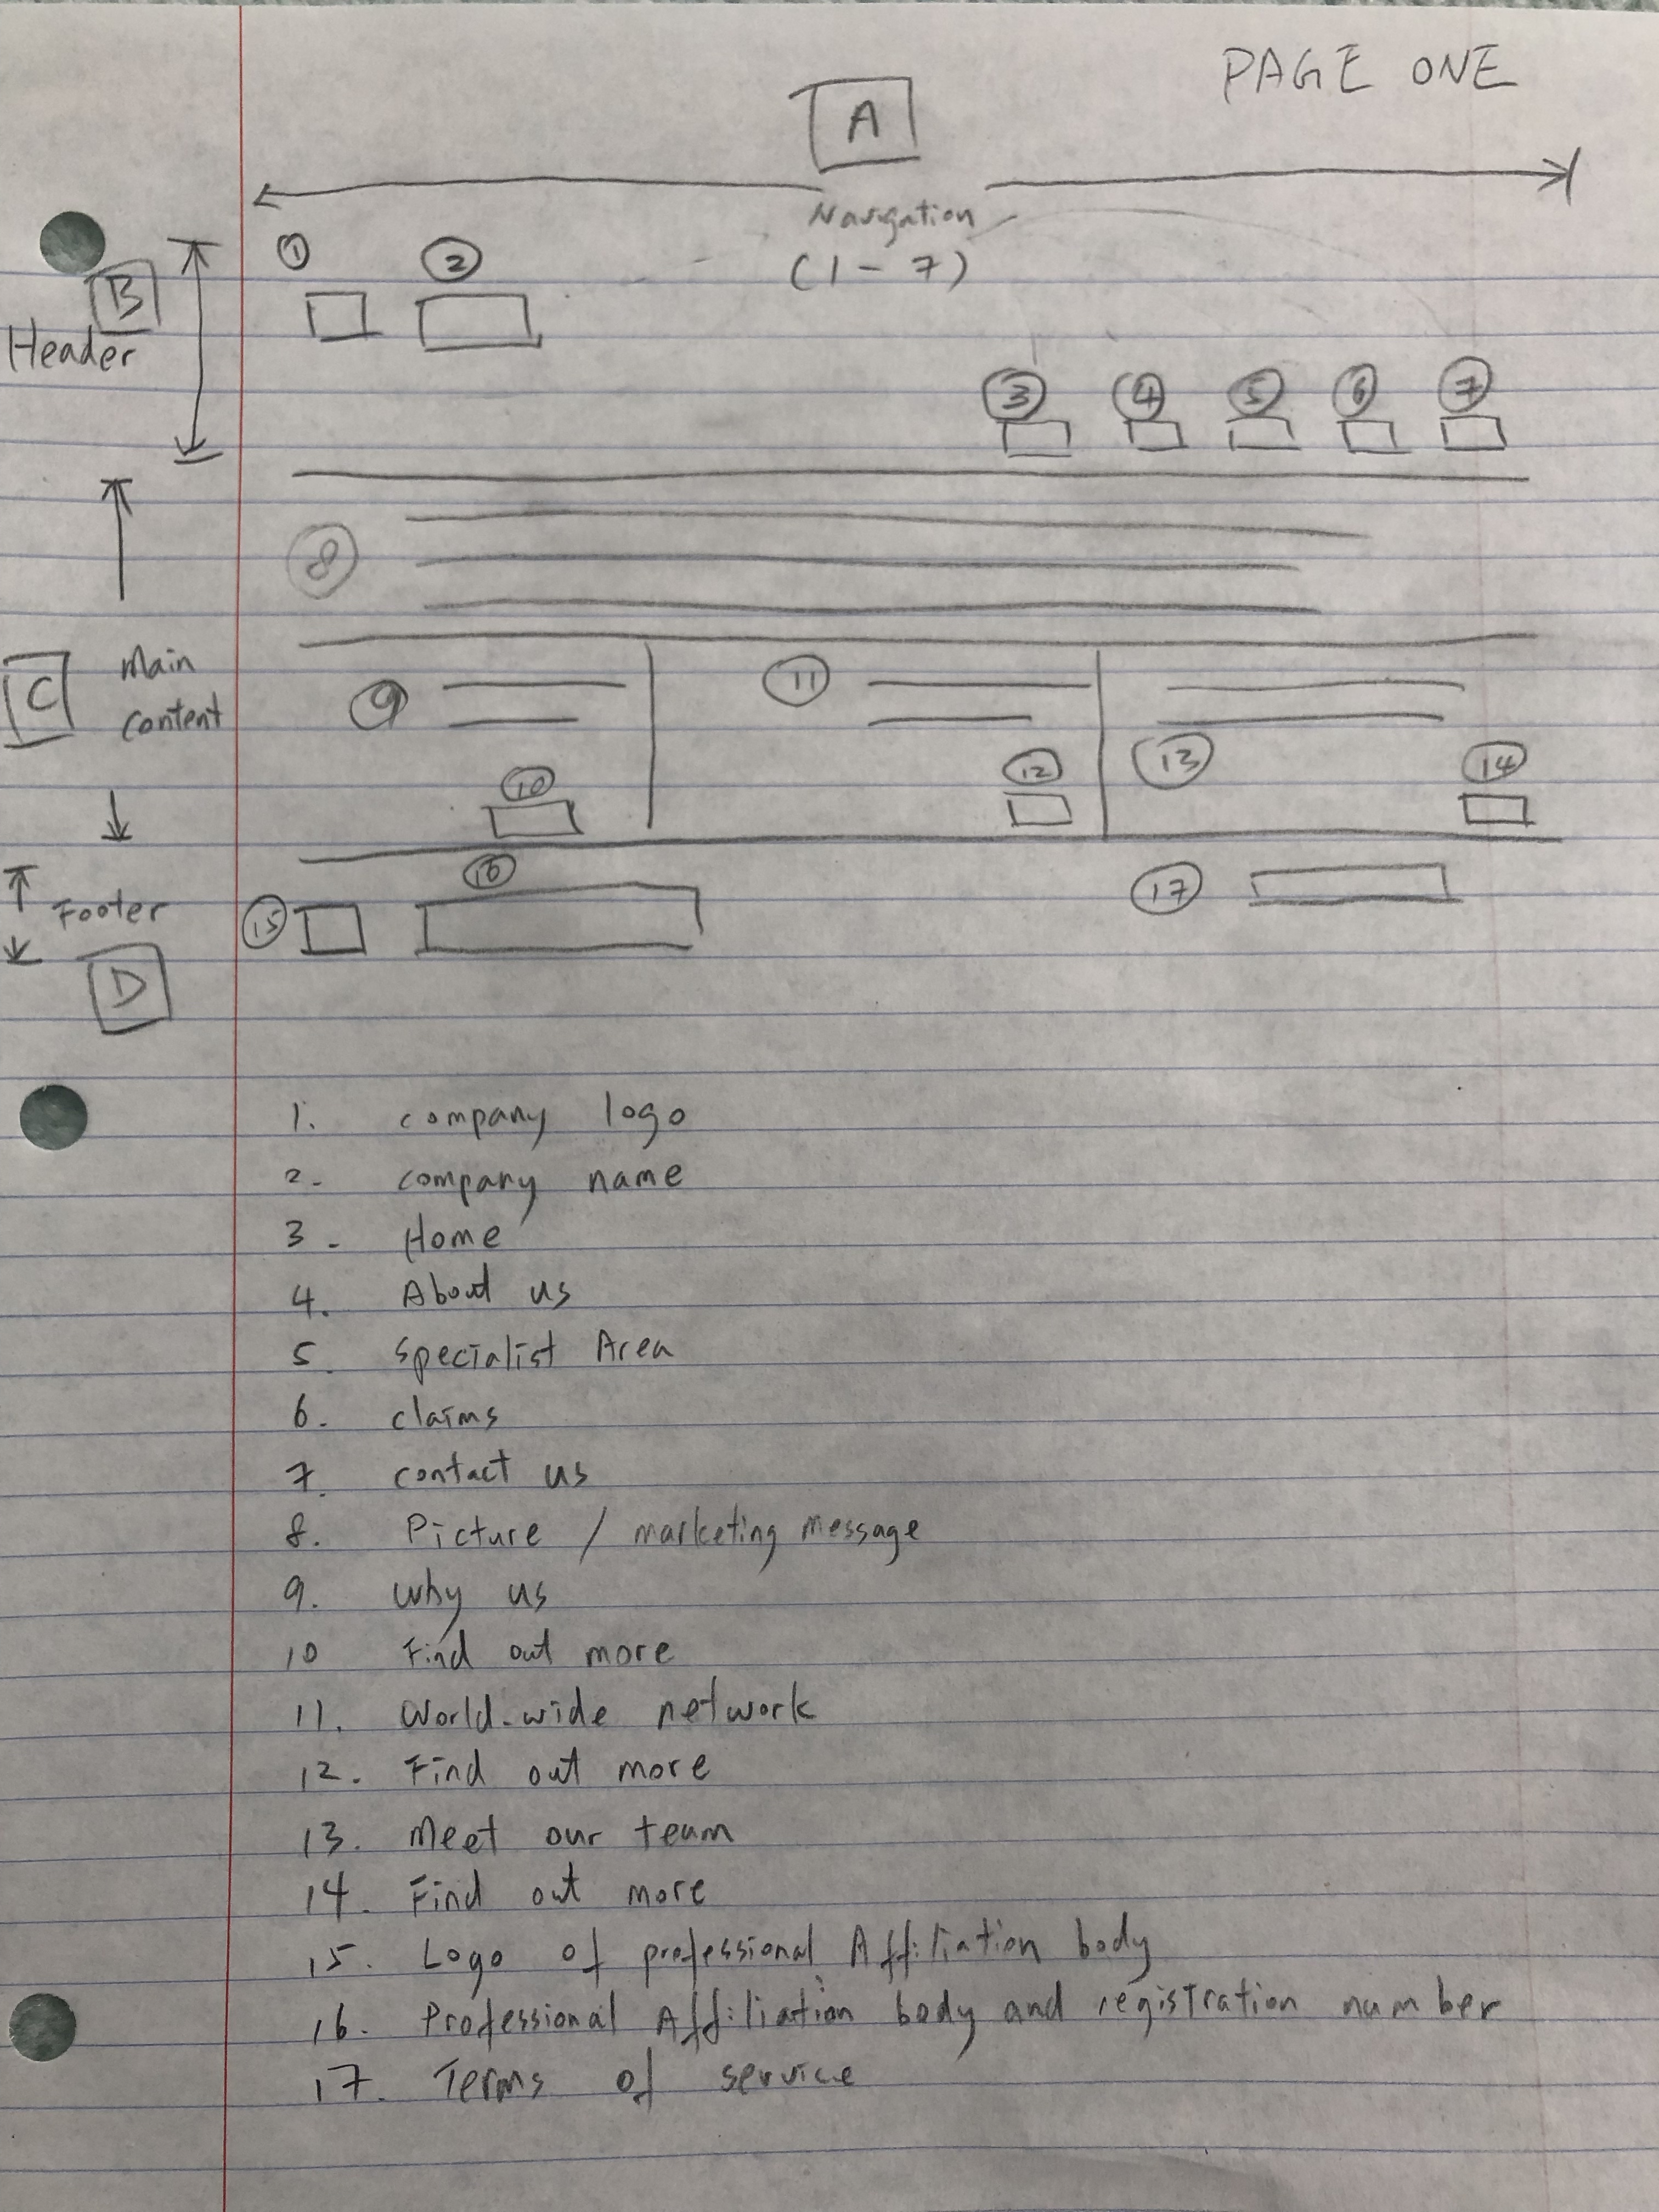 PAGE ONE
A
Navigation
(1-7)
1 2
B
Header
3 4 5 6 7
8
C
Main
content
9 11
10 12 13 14
16
15 17
Footer
D
1. company logo
2- company name
3- Home
4. About us
5. Specialist Area
6- claims
7. contact us
8. Picture / marketing message
9. Why us
10 Find out more
11. World-wide network
12. Find out more
13. Meet our team
14. Find out more
15. Logo of professional Affiliation body
16. Professional Affiliation body and registration number
17. Terms of service